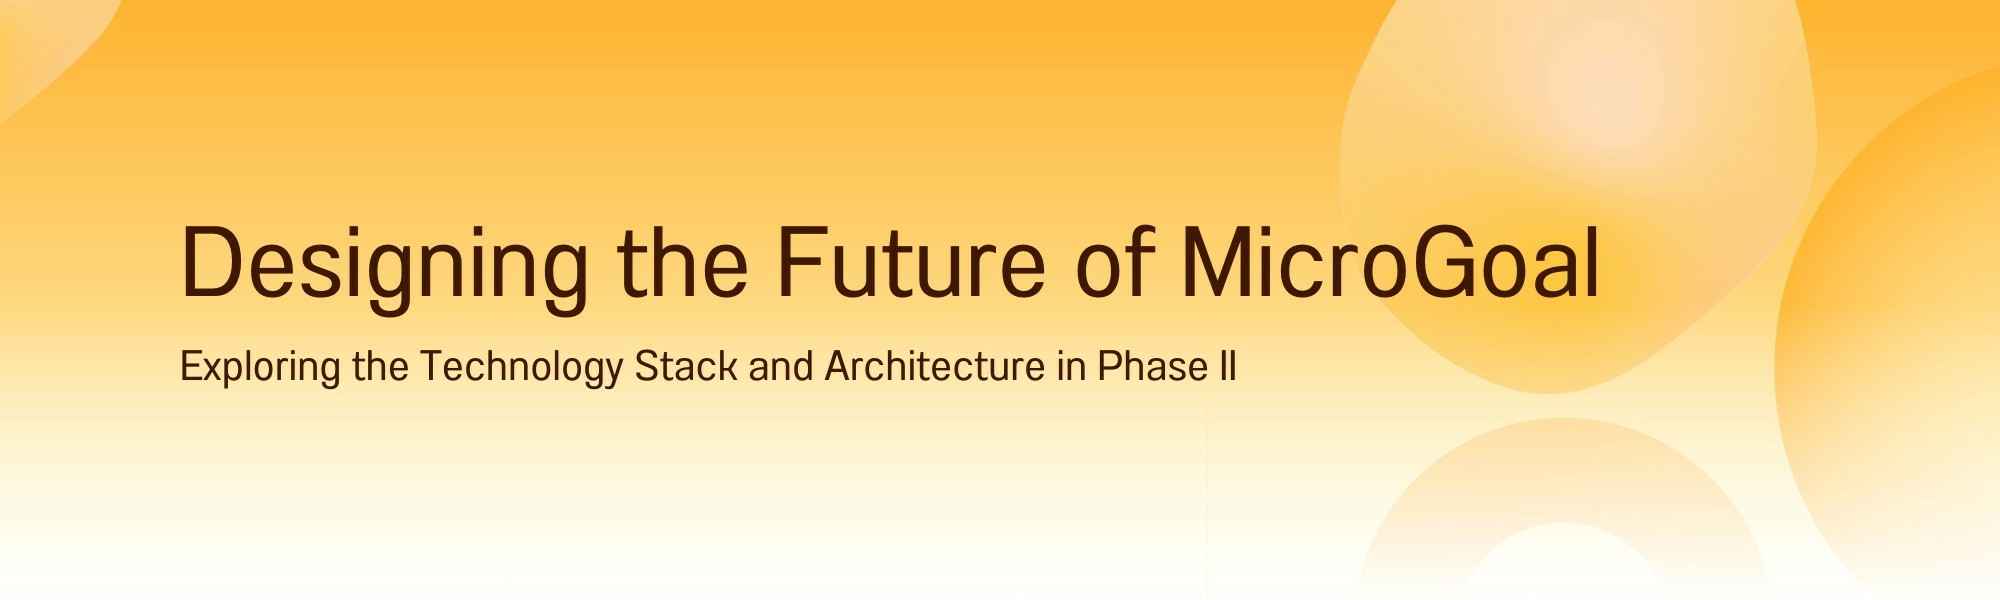 Designing the Future of MicroGoal
Exploring the Technology Stack and Architecture in Phase II